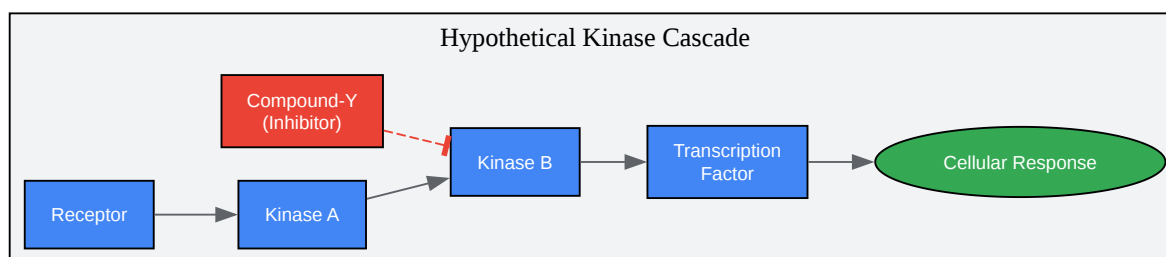 Hypothetical Kinase Cascade
Compound-Y
(Inhibitor)
Receptor
Kinase A
Kinase B
Transcription
Factor
Cellular Response